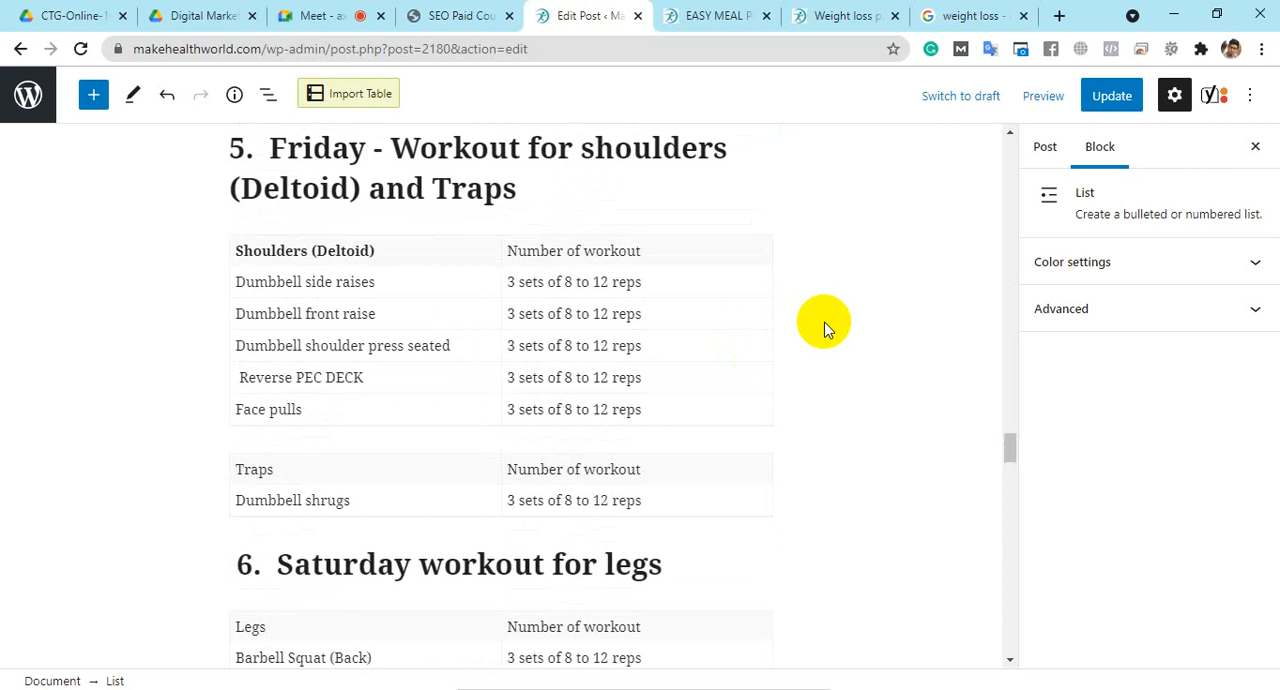 CTG-Online-
Digital Market
Meet - a
SEO Paid Cou
Edit Post ‹ M
EASY MEAL P
Weight loss p
weight loss -
makehealthworld.com/wp-admin/post.php?post=2180&action=edit
Import Table
Switch to draft
Preview
Update
5. Friday - Workout for shoulders
(Deltoid) and Traps
Shoulders (Deltoid) Number of workout
Dumbbell side raises 3 sets of 8 to 12 reps
Dumbbell front raise 3 sets of 8 to 12 reps
Dumbbell shoulder press seated 3 sets of 8 to 12 reps
Reverse PEC DECK 3 sets of 8 to 12 reps
Face pulls 3 sets of 8 to 12 reps
Traps Number of workout
Dumbbell shrugs 3 sets of 8 to 12 reps
6. Saturday workout for legs
Legs Number of workout
Barbell Squat (Back) 3 sets of 8 to 12 reps
Post
Block
List
Create a bulleted or numbered list.
Color settings
Advanced
Document → List